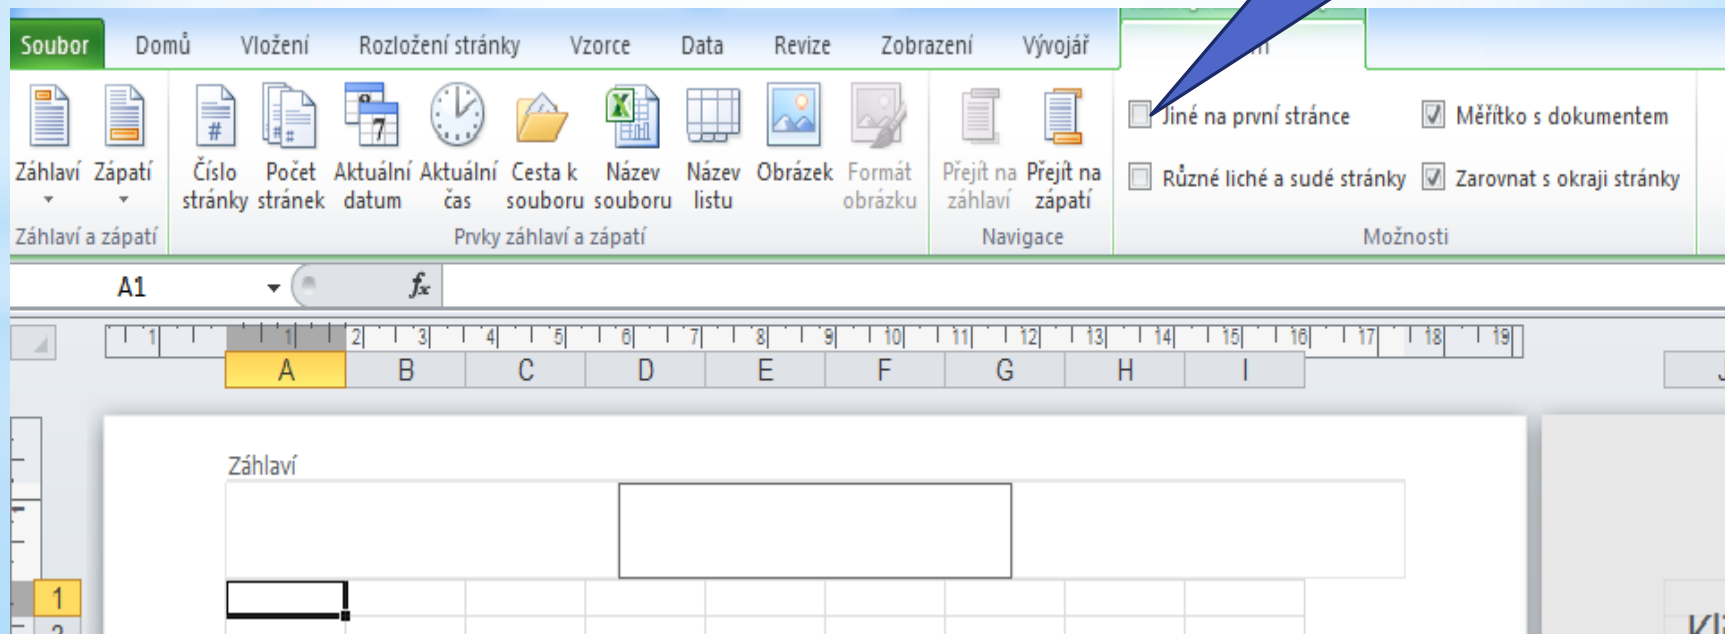 Soubor Domů Vložení Rozložení stránky Vzorce Data Revize Zobrazení Vývojář
Záhlaví Zápatí Číslo stránky Počet stránek Aktuální datum Aktuální čas Cesta k souboru Název souboru Název listu Obrázek Formát obrázku Přejít na záhlaví Přejít na zápatí
Jiné na první stránce Měřítko s dokumentem
Různé liché a sudé stránky Zarovnat s okraji stránky
Záhlaví a zápatí Prvky záhlaví a zápatí Navigace Možnosti
A1 fx
1 1 2 3 4 5 6 7 8 9 10 11 12 13 14 15 16 17 18 19
A B C D E F G H I J
Záhlaví
1
2